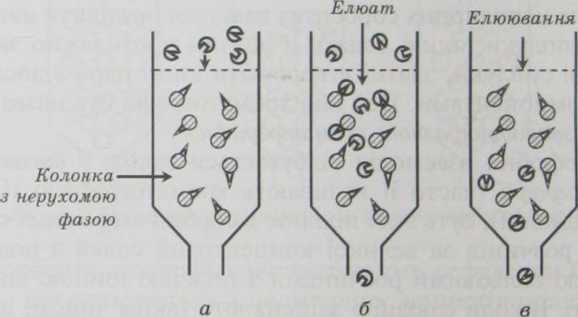 Елюат
Елюювання
Колонка
з нерухомою
фазою
а
б
в